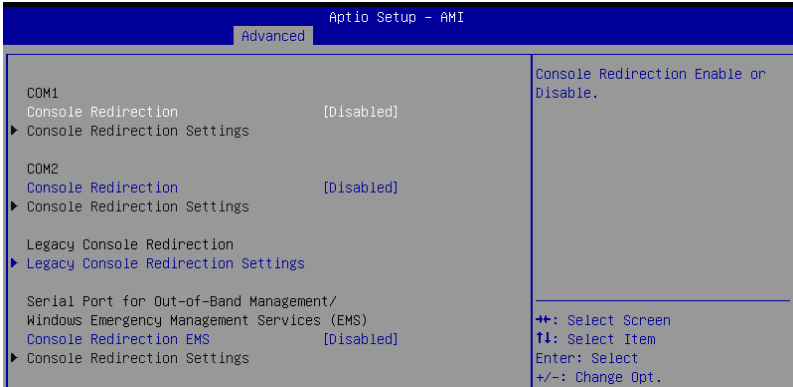 Aptio Setup – AMI
Advanced
COM1
Console Redirection [Disabled]
▶ Console Redirection Settings
COM2
Console Redirection [Disabled]
▶ Console Redirection Settings
Legacy Console Redirection
▶ Legacy Console Redirection Settings
Serial Port for Out-of-Band Management/
Windows Emergency Management Services (EMS)
Console Redirection EMS [Disabled]
▶ Console Redirection Settings
Console Redirection Enable or
Disable.
→←: Select Screen
↑↓: Select Item
Enter: Select
+/-: Change Opt.